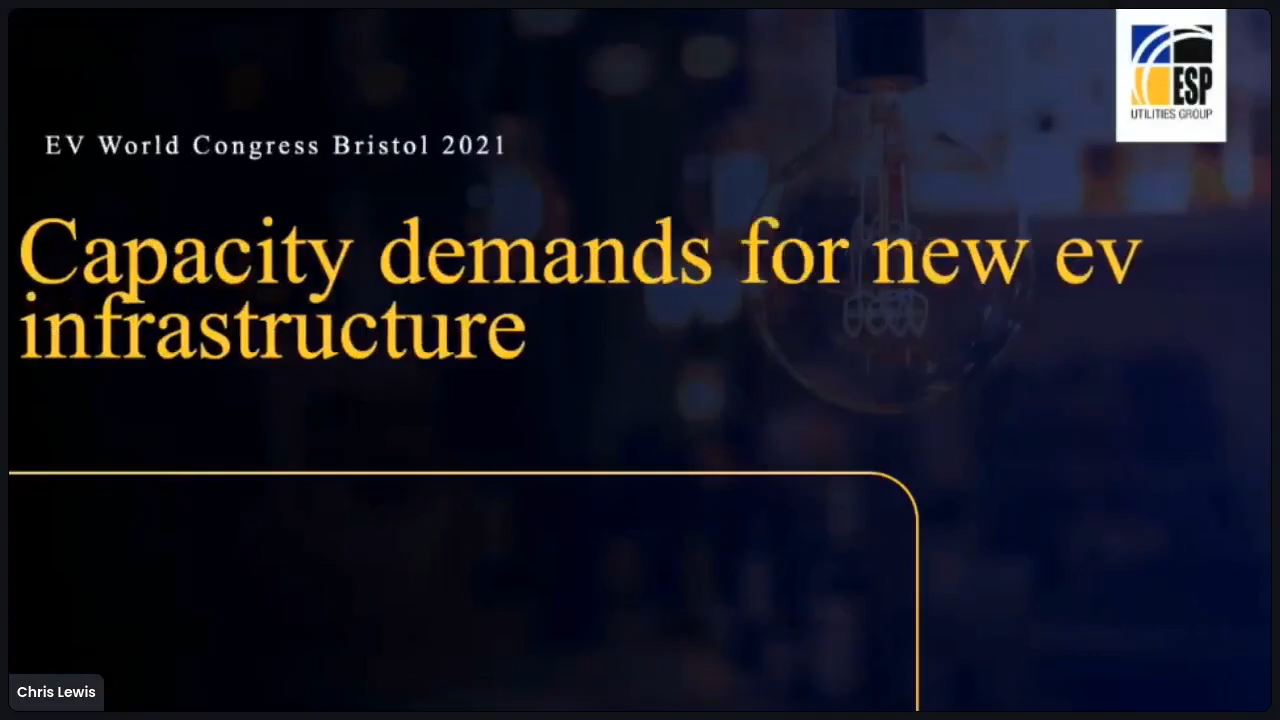 ESP
UTILITIES GROUP
EV World Congress Bristol 2021
Capacity demands for new ev
infrastructure
Chris Lewis